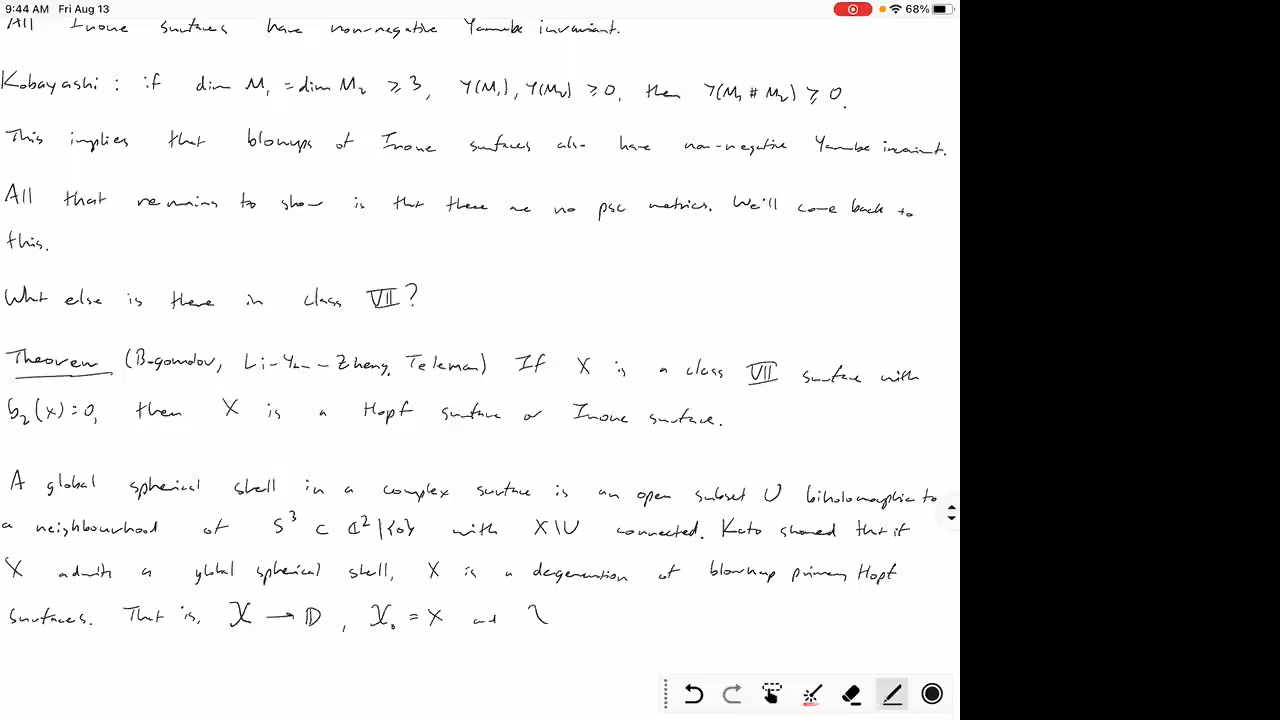 9:44 AM Fri Aug 13
68%
All Inoue surfaces have non-negative Yamabe invariant.
Kobayashi : if dim M₁ = dim M₂ ≥ 3, Y(M₁), Y(M₂) ≥ 0, then Y(M₁ # M₂) ≥ 0.
This implies that blowups of Inoue surfaces also have non-negative Yamabe invariant.
All that remains to show is that there are no psc metrics. We'll come back to
this.
What else is there in class VII?
Theorem (Bogomolov, Li-Yau-Zheng, Teleman) If X is a class VII surface with
b₂(X) = 0, then X is a Hopf surface or Inoue surface.
A global spherical shell in a complex surface is an open subset U biholomorphic to
a neighbourhood of S³ ⊂ ℂ²\{0} with X\U connected. Kato showed that if
X admits a global spherical shell, X is a degeneration of blownup primary Hopf
surfaces. That is, 𝒳 → 𝔻, 𝒳₀ = X and